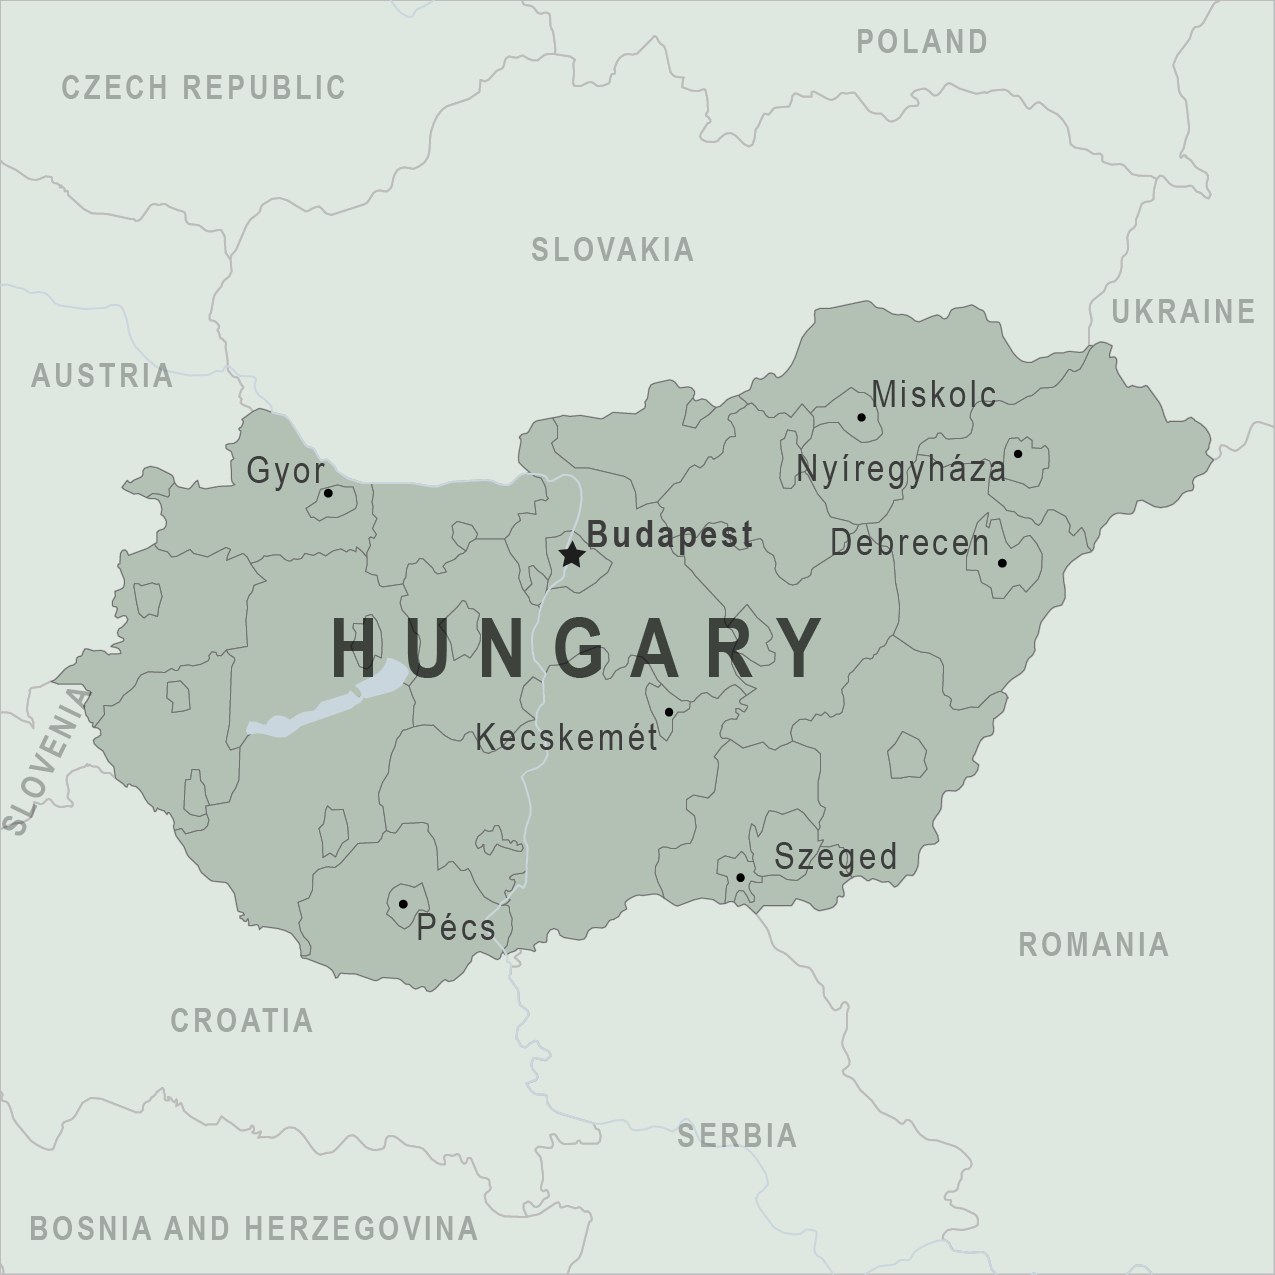 POLAND
CZECH REPUBLIC
SLOVAKIA
UKRAINE
AUSTRIA
Miskolc
Gyor
Nyíregyháza
Budapest
Debrecen
HUNGARY
SLOVENIA
Kecskemét
Szeged
Pécs
ROMANIA
CROATIA
SERBIA
BOSNIA AND HERZEGOVINA